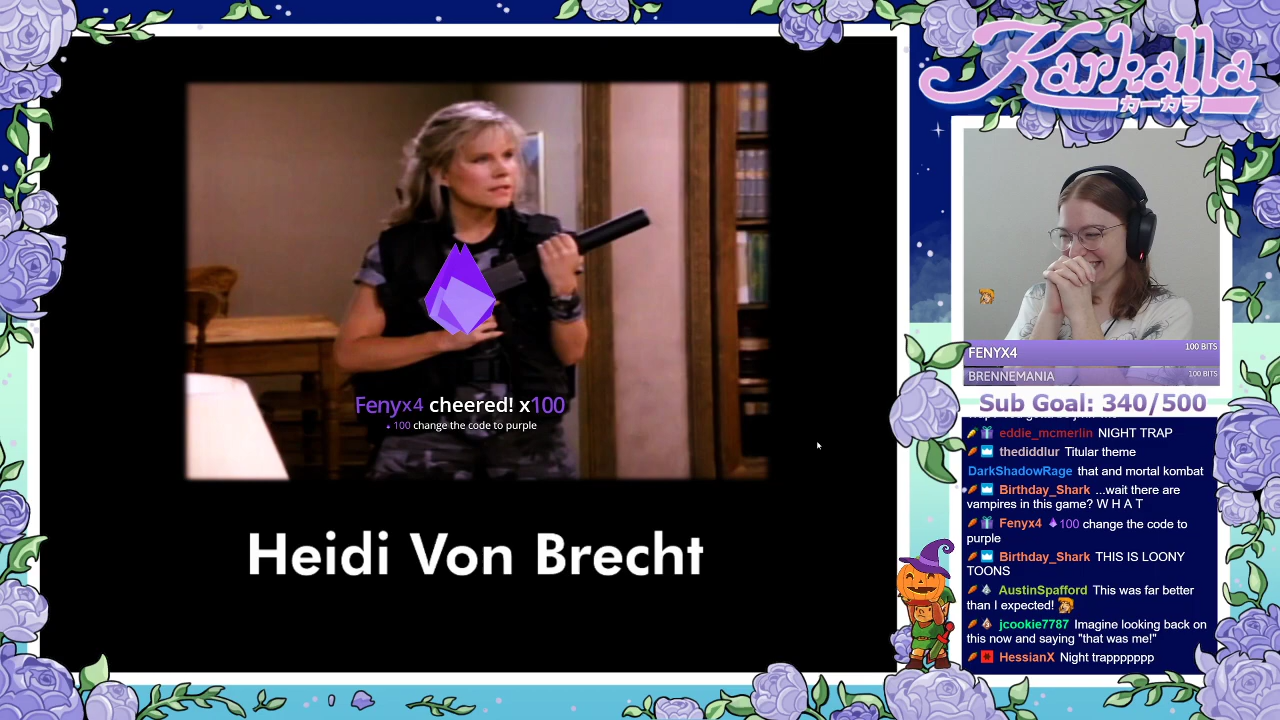 Karkalla
カーカラ
Fenyx4 cheered! x100
100 change the code to purple
Heidi Von Brecht
FENYX4 100 BITS
BRENNEMANIA 100 BITS
Sub Goal: 340/500
eddie_mcmerlin NIGHT TRAP
thediddlur Titular theme
DarkShadowRage that and mortal kombat
Birthday_Shark ...wait there are
vampires in this game? W H A T
Fenyx4 100 change the code to
purple
Birthday_Shark THIS IS LOONY
TOONS
AustinSpafford This was far better
than I expected!
jcookie7787 Imagine looking back on
this now and saying "that was me!"
HessianX Night trapppppp